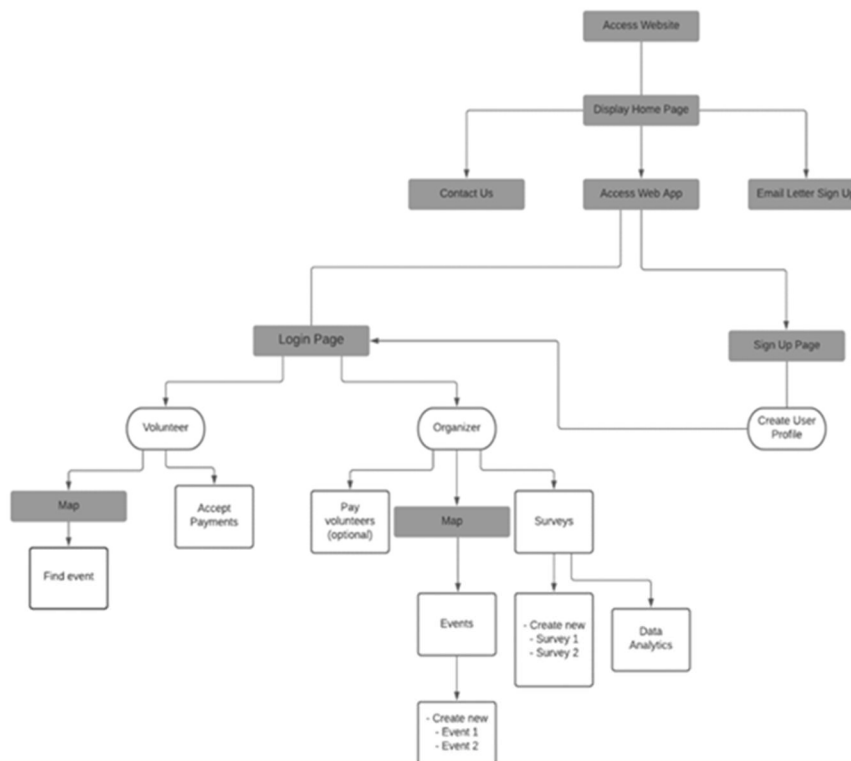 Access Website
Display Home Page
Contact Us
Access Web App
Email Letter Sign Up
Login Page
Sign Up Page
Volunteer
Organizer
Create User
Profile
Map
Accept
Payments
Pay
volunteers
(optional)
Map
Surveys
Find event
Events
- Create new
- Survey 1
- Survey 2
Data
Analytics
- Create new
- Event 1
- Event 2